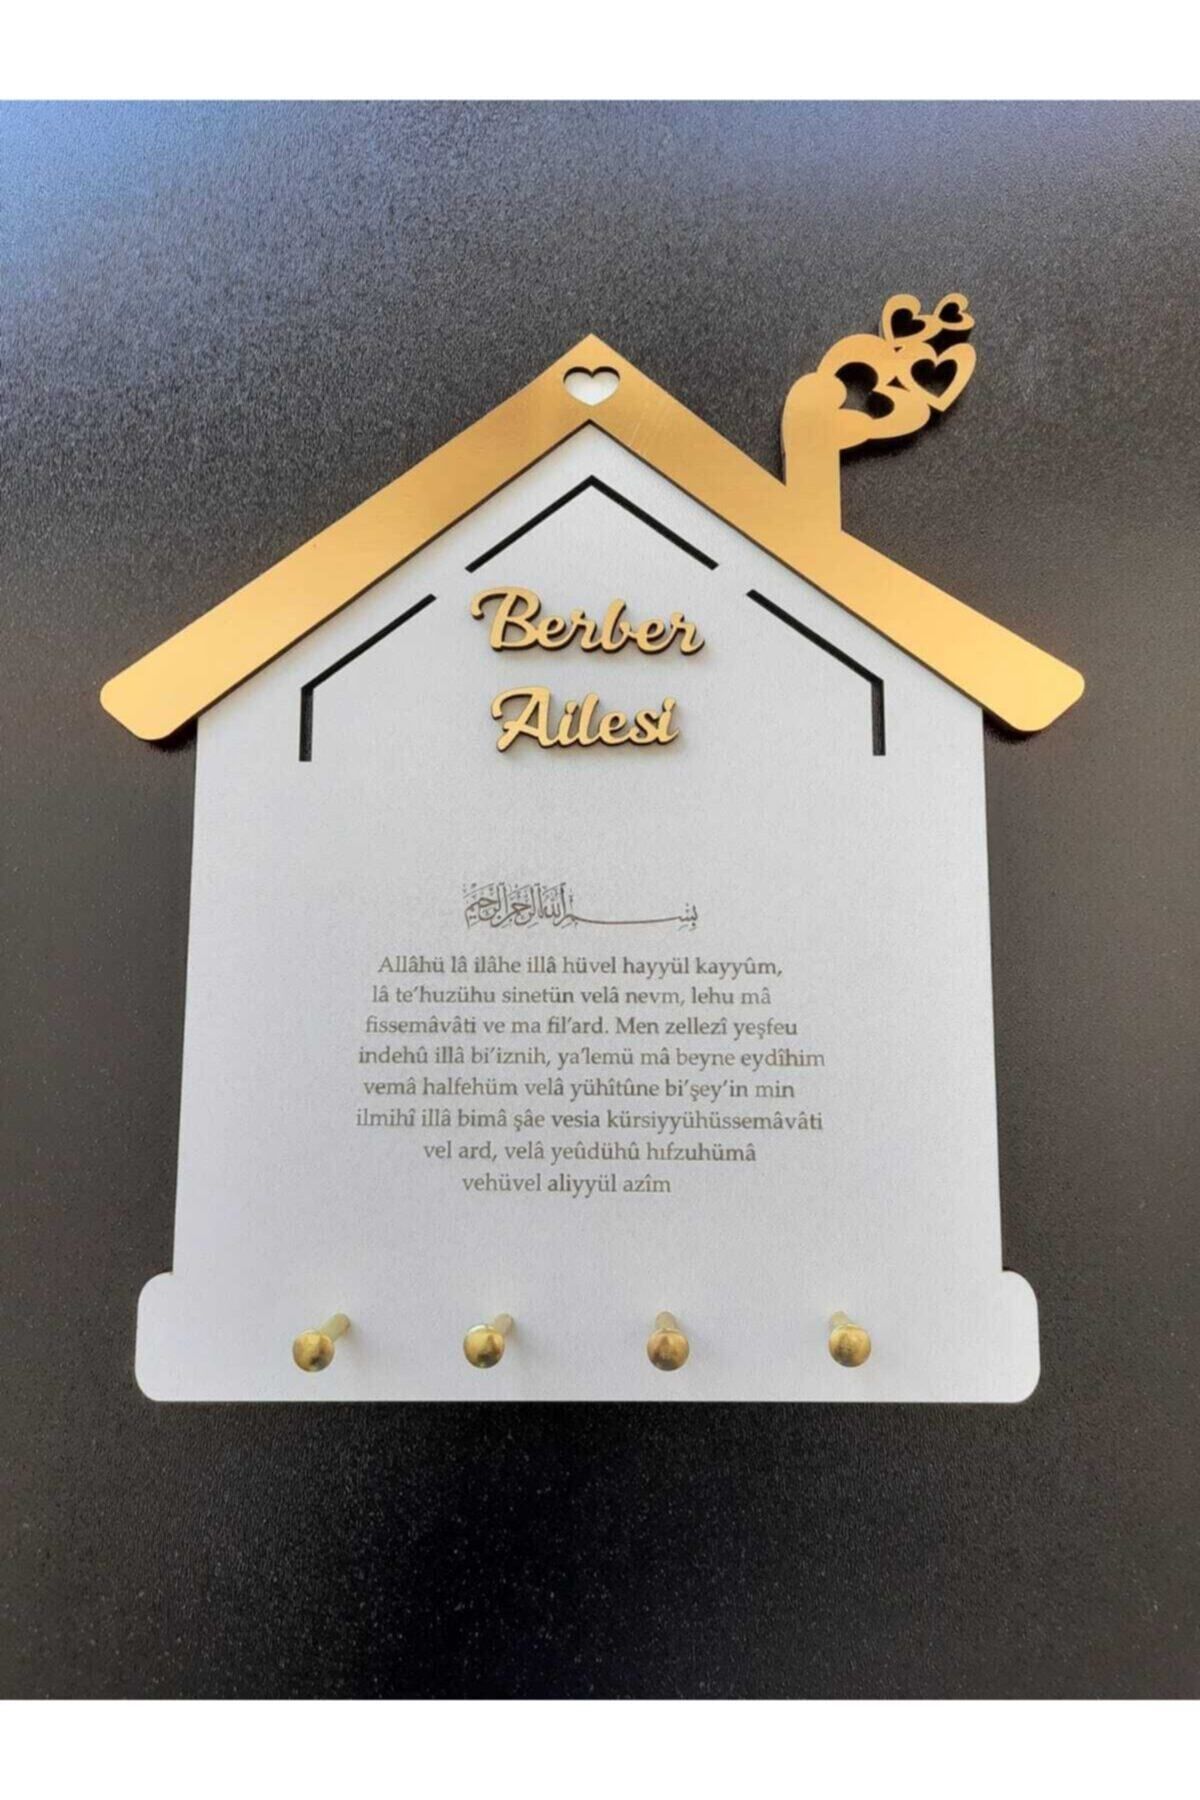 Berber
Ailesi
بسم الله الرحمن الرحيم
Allâhü lâ ilâhe illâ hüvel hayyül kayyûm,
lâ te'huzühu sinetün velâ nevm, lehu mâ
fissemâvâti ve ma fil'ard. Men zellezî yeşfeu
indehû illâ bi'iznih, ya'lemü mâ beyne eydîhim
vemâ halfehüm velâ yühîtûne bi'şey'in min
ilmihî illâ bimâ şâe vesia kürsiyyühüssemâvâti
vel ard, velâ yeûdühû hıfzuhümâ
vehüvel aliyyül azîm